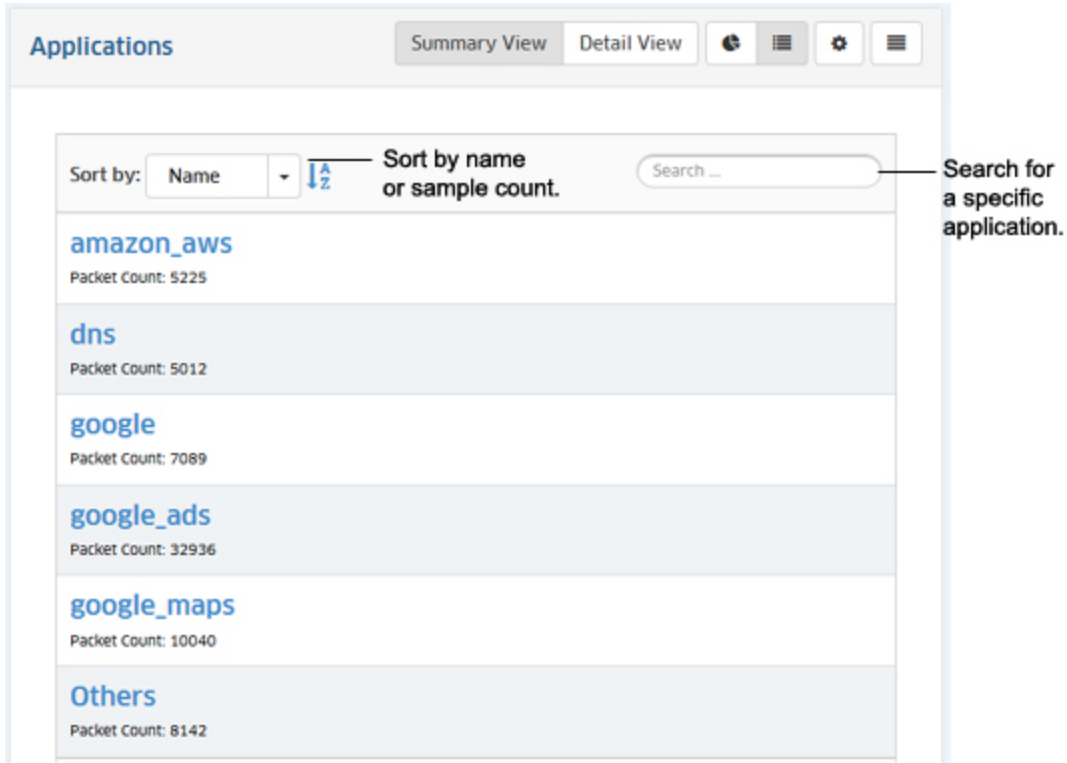 Applications
Summary View Detail View
Sort by: Name
Sort by name
or sample count.
Search ...
Search for
a specific
application.
amazon_aws
Packet Count: 5225
dns
Packet Count: 5012
google
Packet Count: 7089
google_ads
Packet Count: 32936
google_maps
Packet Count: 10040
Others
Packet Count: 8142